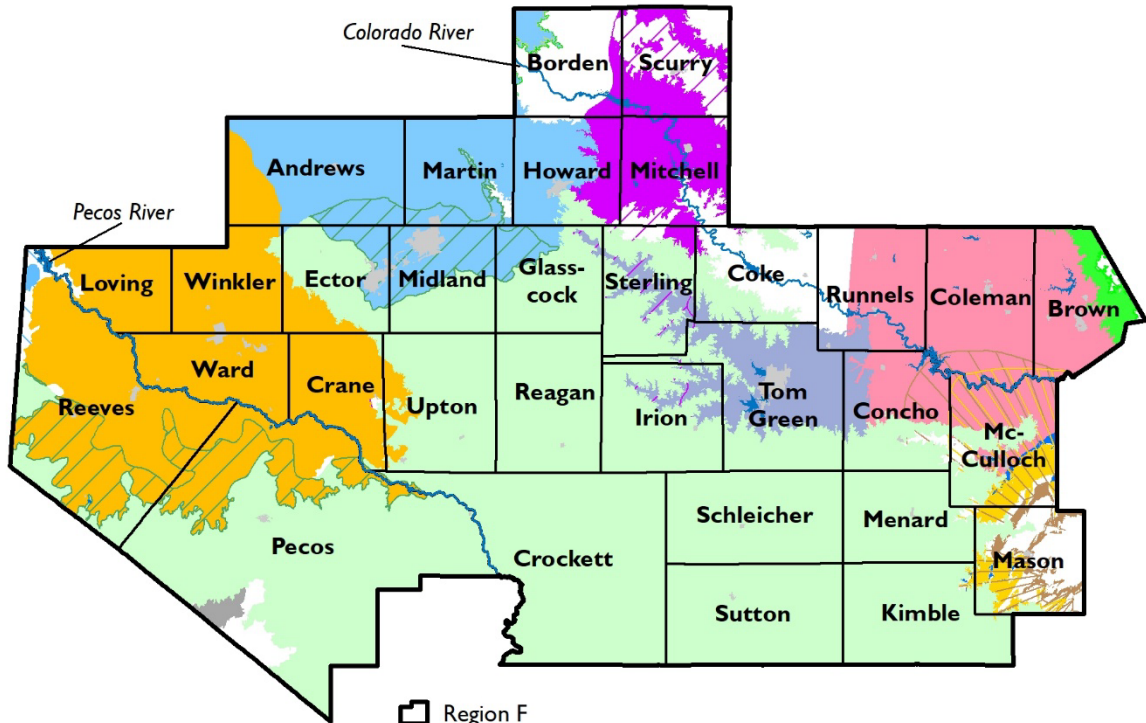 Colorado River
Borden
Scurry
Andrews
Martin
Howard
Mitchell
Pecos River
Loving
Winkler
Ector
Midland
Glass-
cock
Sterling
Coke
Runnels
Coleman
Brown
Reeves
Ward
Crane
Upton
Reagan
Irion
Tom
Green
Concho
Mc-
Culloch
Pecos
Crockett
Schleicher
Menard
Mason
Sutton
Kimble
Region F